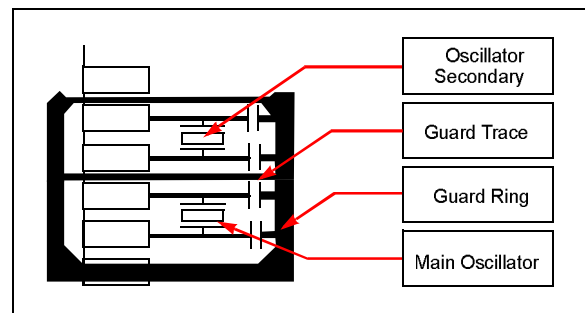 Oscillator
Secondary
Guard Trace
Guard Ring
Main Oscillator